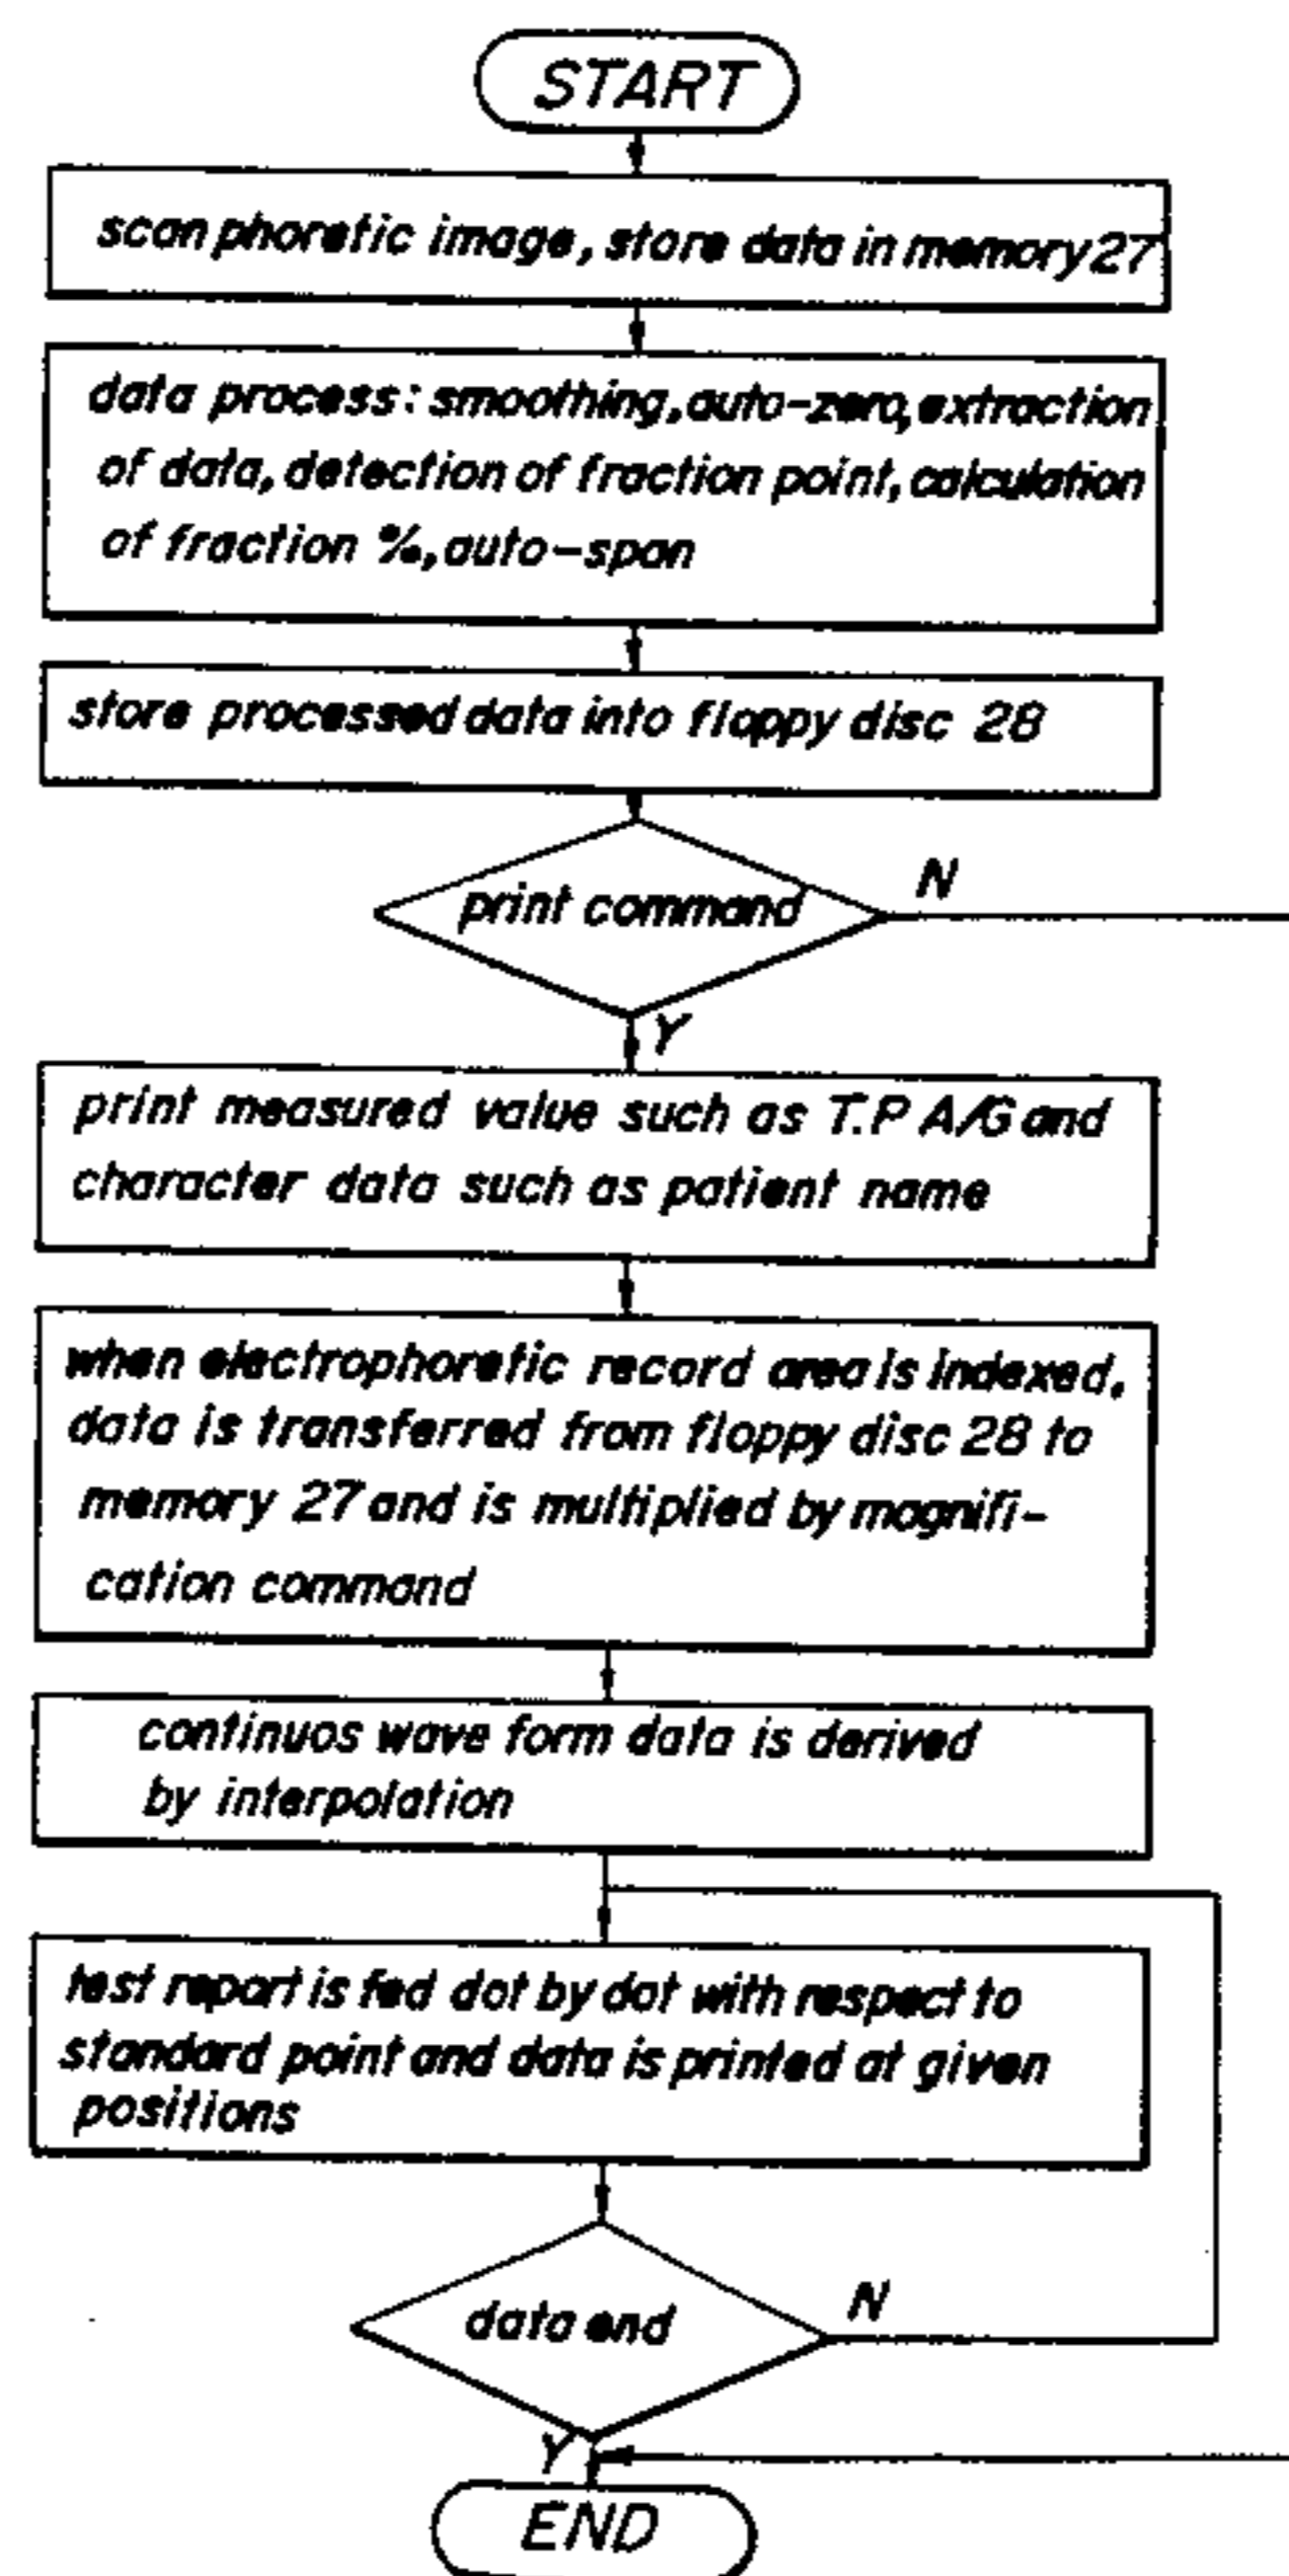 START
scan phoretic image, store data in memory 27
data process: smoothing, auto-zero, extraction
of data, detection of fraction point, calculation
of fraction %, auto-span
store processed data into floppy disc 28
print command
N
Y
print measured value such as T.P A/G and
character data such as patient name
when electrophoretic record area is indexed,
data is transferred from floppy disc 28 to
memory 27 and is multiplied by magnifi-
cation command
continuos wave form data is derived
by interpolation
test report is fed dot by dot with respect to
standard point and data is printed at given
positions
data end
N
Y
END